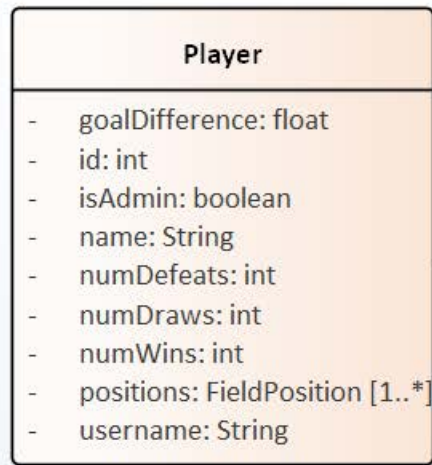 Player
- goalDifference: float
- id: int
- isAdmin: boolean
- name: String
- numDefeats: int
- numDraws: int
- numWins: int
- positions: FieldPosition [1..*]
- username: String